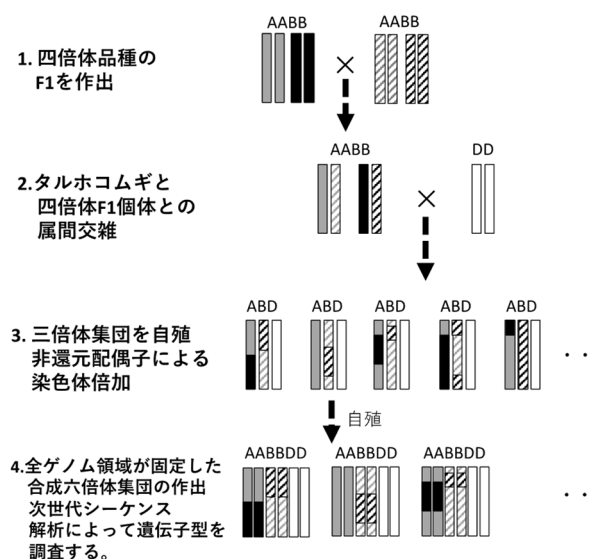 AABB AABB
1. 四倍体品種の
F1を作出
×
AABB DD
2.タルホコムギと
四倍体F1個体との
属間交雑
×
ABD ABD ABD ABD ABD
3. 三倍体集団を自殖
非還元配偶子による
染色体倍加
・・
自殖
AABBDD AABBDD AABBDD
4.全ゲノム領域が固定した
合成六倍体集団の作出
次世代シーケンス
解析によって遺伝子型を
調査する。
・・